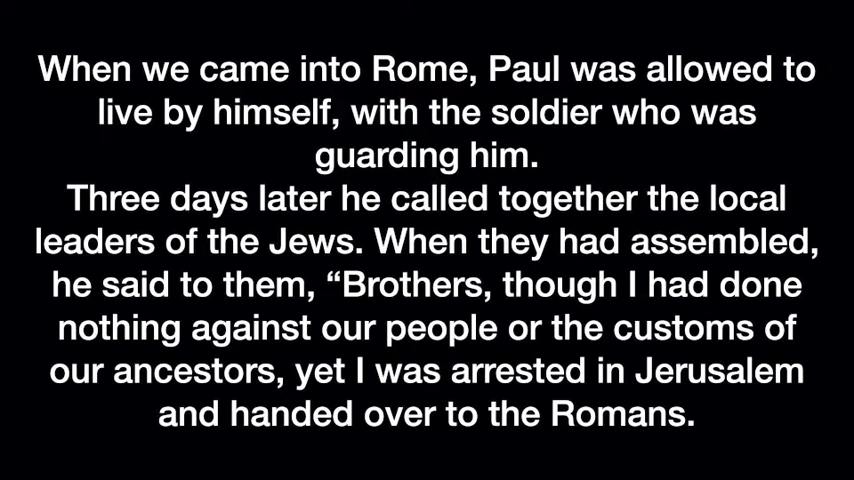 When we came into Rome, Paul was allowed to
live by himself, with the soldier who was
guarding him.
Three days later he called together the local
leaders of the Jews. When they had assembled,
he said to them, “Brothers, though I had done
nothing against our people or the customs of
our ancestors, yet I was arrested in Jerusalem
and handed over to the Romans.